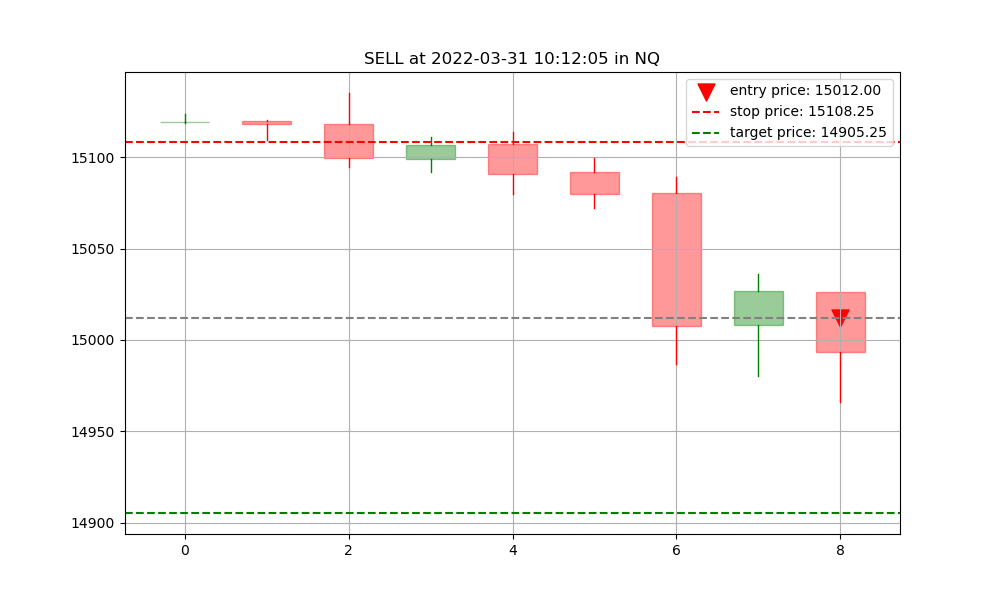 SELL at 2022-03-31 10:12:05 in NQ
entry price: 15012.00
stop price: 15108.25
target price: 14905.25
15100
15050
15000
14950
14900
0 2 4 6 8